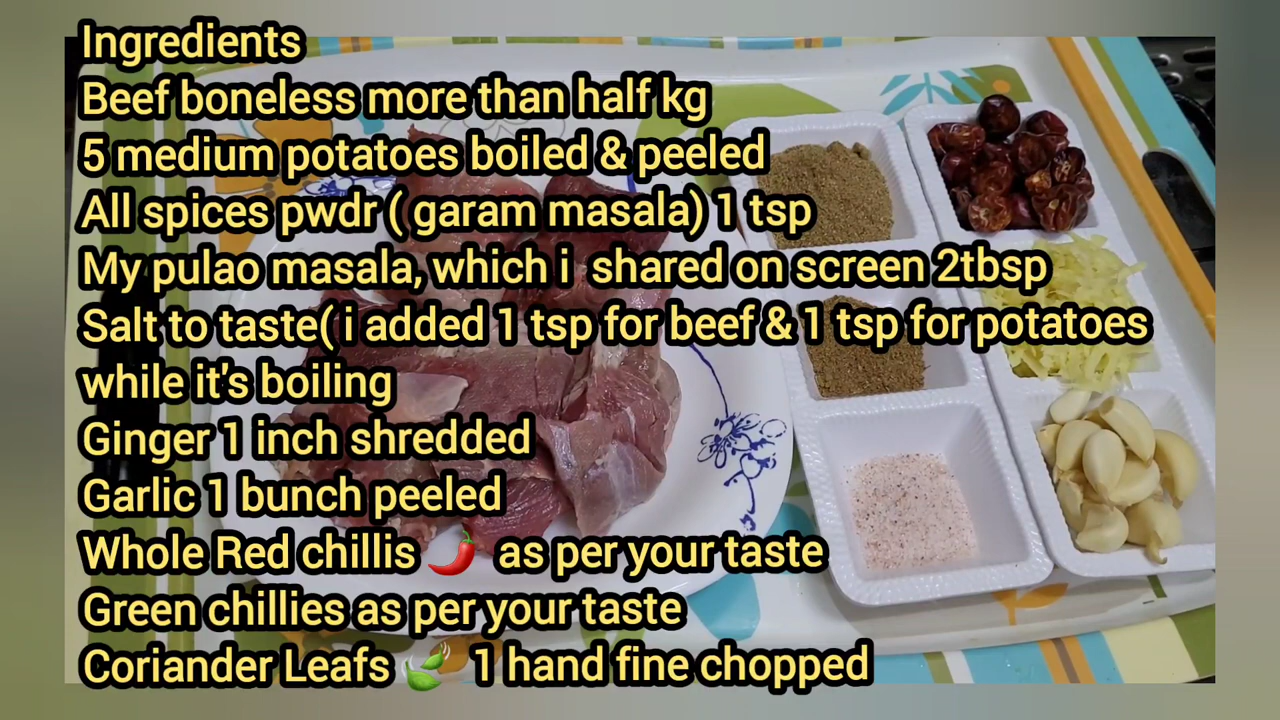 Ingredients
Beef boneless more than half kg
5 medium potatoes boiled & peeled
All spices pwdr ( garam masala) 1 tsp
My pulao masala, which i shared on screen 2tbsp
Salt to taste( i added 1 tsp for beef & 1 tsp for potatoes
while it's boiling
Ginger 1 inch shredded
Garlic 1 bunch peeled
Whole Red chillis 🌶️ as per your taste
Green chillies as per your taste
Coriander Leafs 🍃 1 hand fine chopped